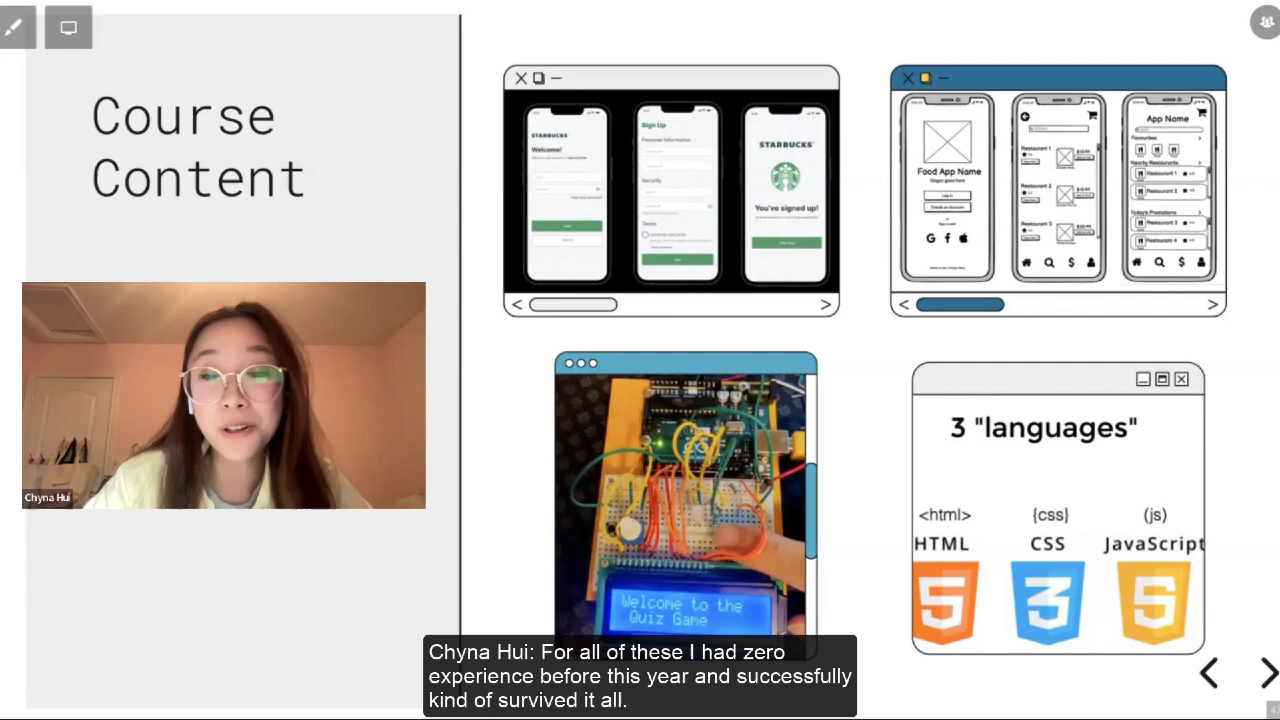 Course
Content
STARBUCKS
Welcome!
Sign Up
Personal Information
Security
Terms
STARBUCKS
You've signed up!
Food App Name
Slogan goes here
Log in
Create an Account
Restaurant 1
Restaurant 2
Restaurant 3
App Name
Favourites
Nearby Restaurants
Restaurant 1
Restaurant 2
Today's Promotions
Restaurant 3
Restaurant 4
Welcome to the
Quiz Game
3 "languages"
<html> {css} (js)
HTML CSS JavaScript
Chyna Hui
Chyna Hui: For all of these I had zero
experience before this year and successfully
kind of survived it all.